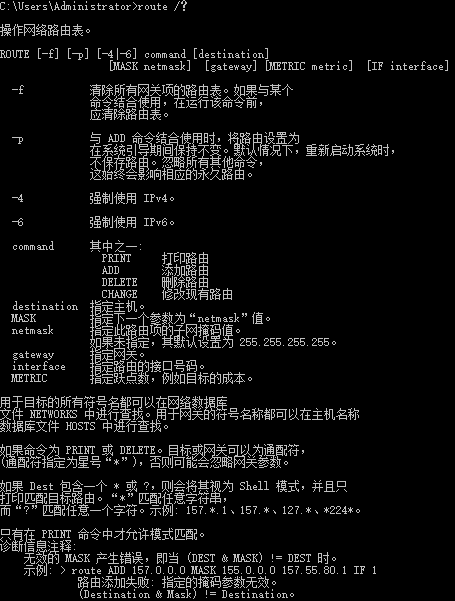 C:\Users\Administrator>route /?
操作网络路由表。
ROUTE [-f] [-p] [-4|-6] command [destination]
[MASK netmask] [gateway] [METRIC metric] [IF interface]
-f 清除所有网关项的路由表。如果与某个
命令结合使用，在运行该命令前，
应清除路由表。
-p 与 ADD 命令结合使用时，将路由设置为
在系统引导期间保持不变。默认情况下，重新启动系统时，
不保存路由。忽略所有其他命令，
这始终会影响相应的永久路由。
-4 强制使用 IPv4。
-6 强制使用 IPv6。
command 其中之一:
PRINT 打印路由
ADD 添加路由
DELETE 删除路由
CHANGE 修改现有路由
destination 指定主机。
MASK 指定下一个参数为“netmask”值。
netmask 指定此路由项的子网掩码值。
如果未指定，其默认设置为 255.255.255.255。
gateway 指定网关。
interface 指定路由的接口号码。
METRIC 指定跃点数，例如目标的成本。
用于目标的所有符号名都可以在网络数据库
文件 NETWORKS 中进行查找。用于网关的符号名称都可以在主机名称
数据库文件 HOSTS 中进行查找。
如果命令为 PRINT 或 DELETE。目标或网关可以为通配符，
(通配符指定为星号“*”)，否则可能会忽略网关参数。
如果 Dest 包含一个 * 或 ?，则会将其视为 Shell 模式，并且只
打印匹配目标路由。“*”匹配任意字符串，
而“?”匹配任意一个字符。示例: 157.*.1、157.*、127.*、*224*。
只有在 PRINT 命令中才允许模式匹配。
诊断信息注释:
无效的 MASK 产生错误，即当 (DEST & MASK) != DEST 时。
示例: > route ADD 157.0.0.0 MASK 155.0.0.0 157.55.80.1 IF 1
路由添加失败: 指定的掩码参数无效。
(Destination & Mask) != Destination。